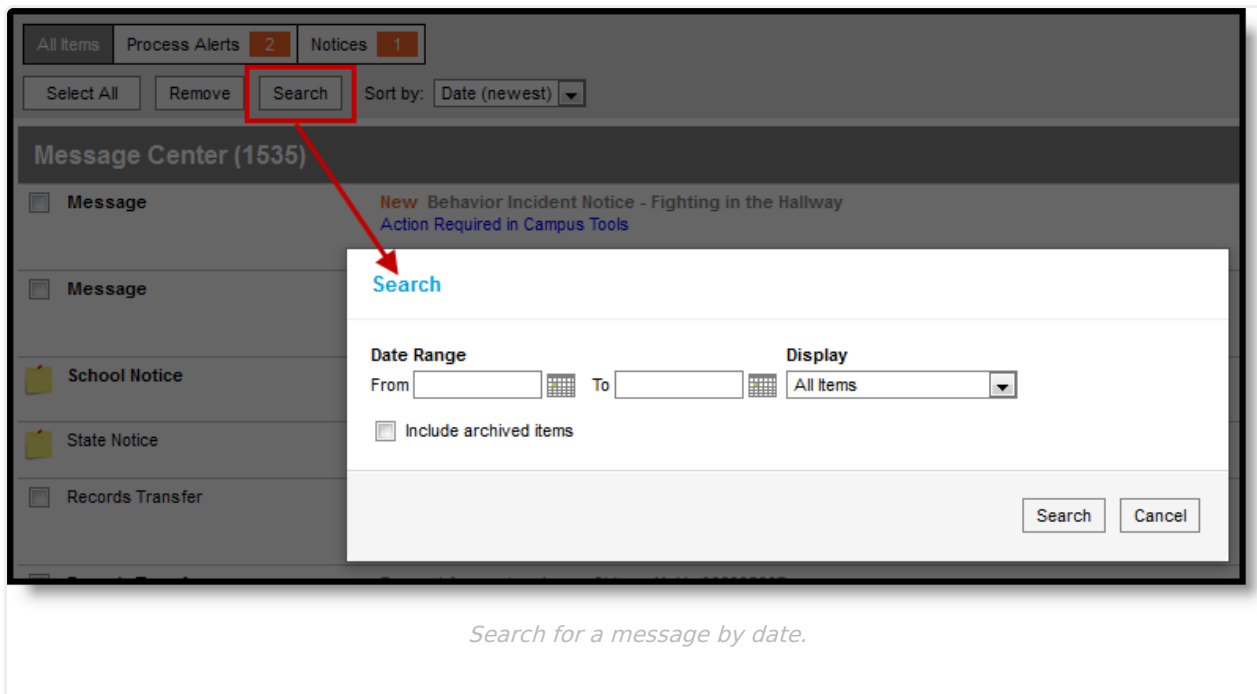 All Items Process Alerts 2 Notices 1
Select All Remove Search Sort by: Date (newest)
Message Center (1535)
Message New Behavior Incident Notice - Fighting in the Hallway
Action Required in Campus Tools
Message
School Notice
State Notice
Records Transfer
Search
Date Range Display
From To All Items
Include archived items
Search Cancel
Search for a message by date.